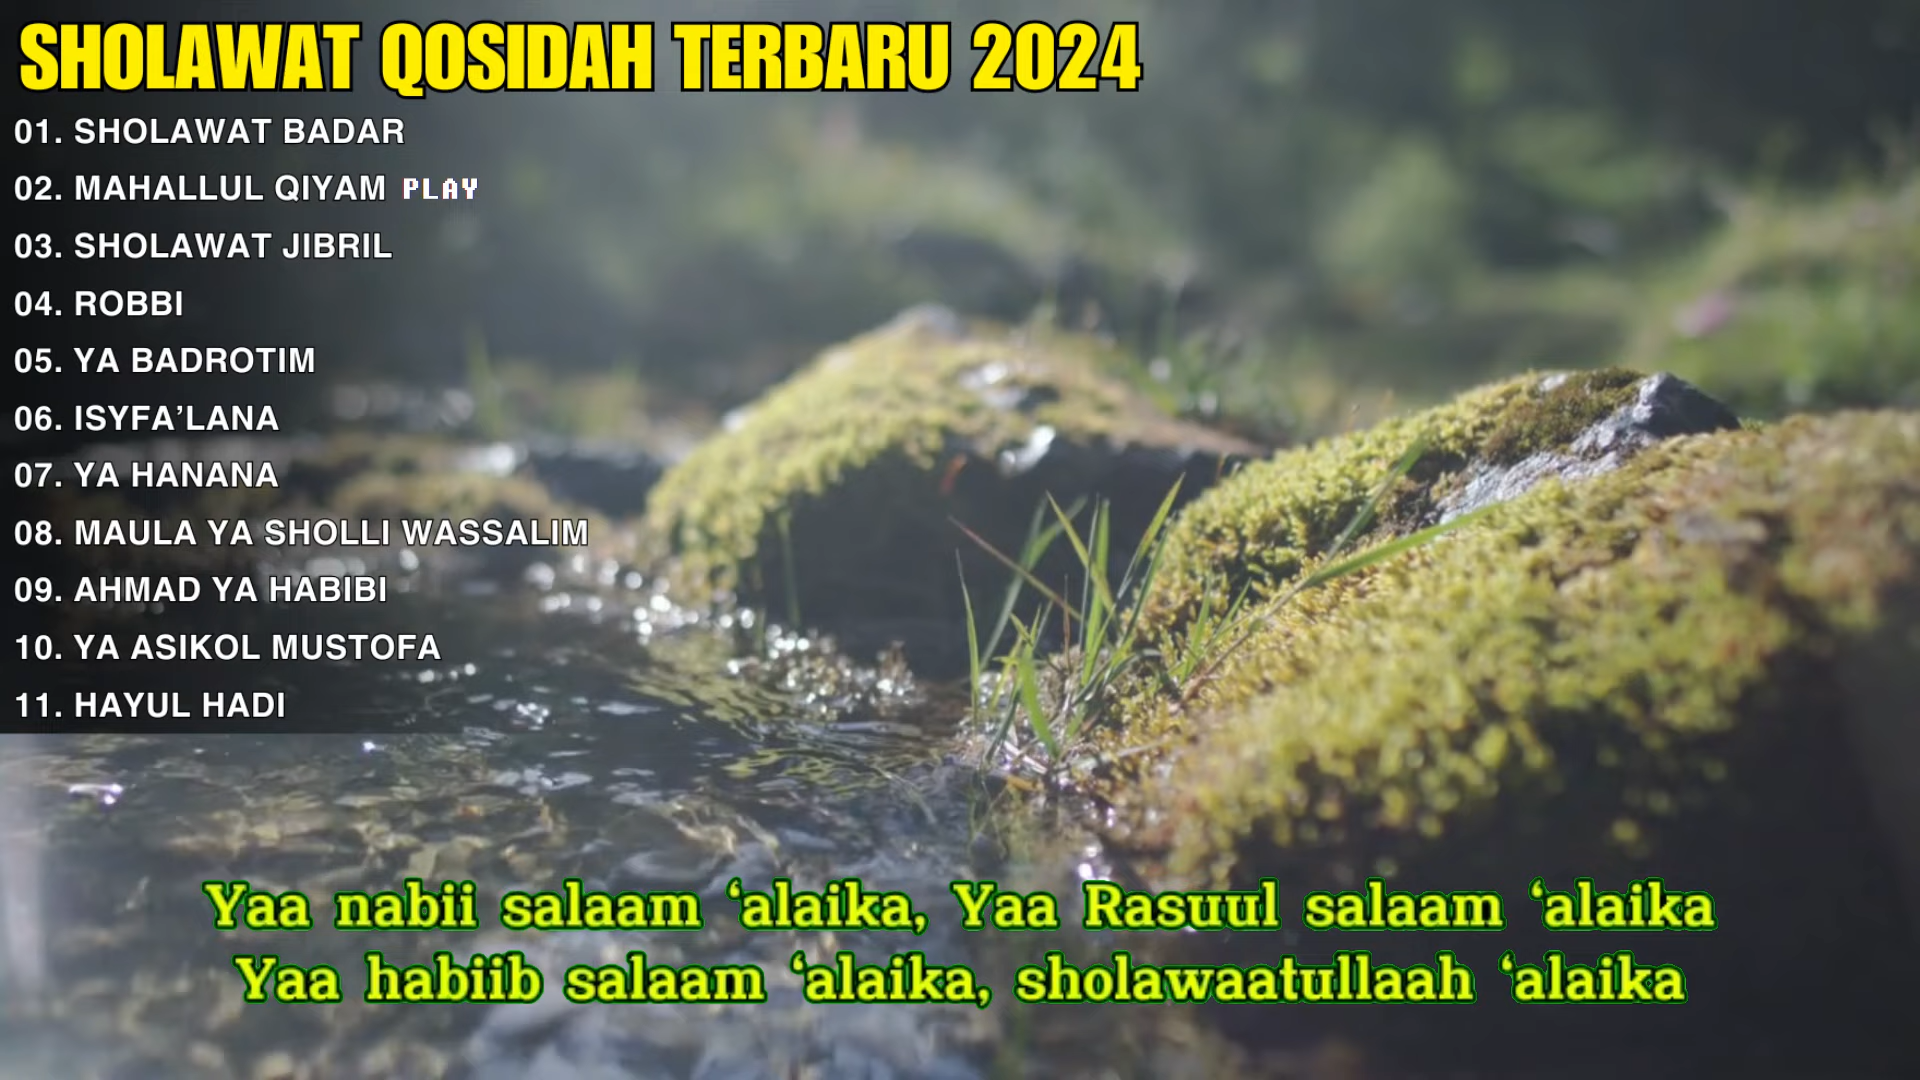 SHOLAWAT QOSIDAH TERBARU 2024
01. SHOLAWAT BADAR
02. MAHALLUL QIYAM PLAY
03. SHOLAWAT JIBRIL
04. ROBBI
05. YA BADROTIM
06. ISYFA’LANA
07. YA HANANA
08. MAULA YA SHOLLI WASSALIM
09. AHMAD YA HABIBI
10. YA ASIKOL MUSTOFA
11. HAYUL HADI
Yaa nabii salaam ‘alaika, Yaa Rasuul salaam ‘alaika
Yaa habiib salaam ‘alaika, sholawaatullaah ‘alaika